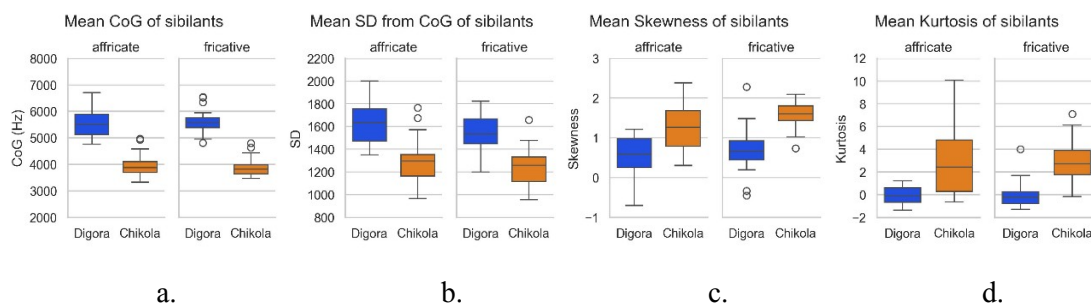 Mean CoG of sibilants
affricate fricative
8000
7000
6000
5000
4000
3000
2000
CoG (Hz)
Digora Chikola Digora Chikola
a.
Mean SD from CoG of sibilants
affricate fricative
2200
2000
1800
1600
1400
1200
1000
800
SD
Digora Chikola Digora Chikola
b.
Mean Skewness of sibilants
affricate fricative
3
2
1
0
−1
Skewness
Digora Chikola Digora Chikola
c.
Mean Kurtosis of sibilants
affricate fricative
12
10
8
6
4
2
0
−2
Kurtosis
Digora Chikola Digora Chikola
d.